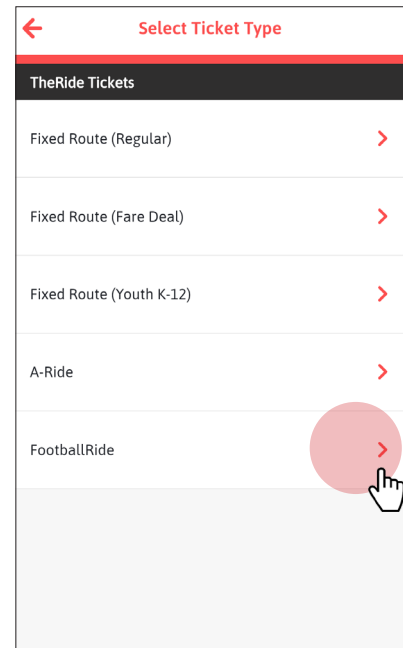 Select Ticket Type
TheRide Tickets
Fixed Route (Regular)
Fixed Route (Fare Deal)
Fixed Route (Youth K-12)
A-Ride
FootballRide